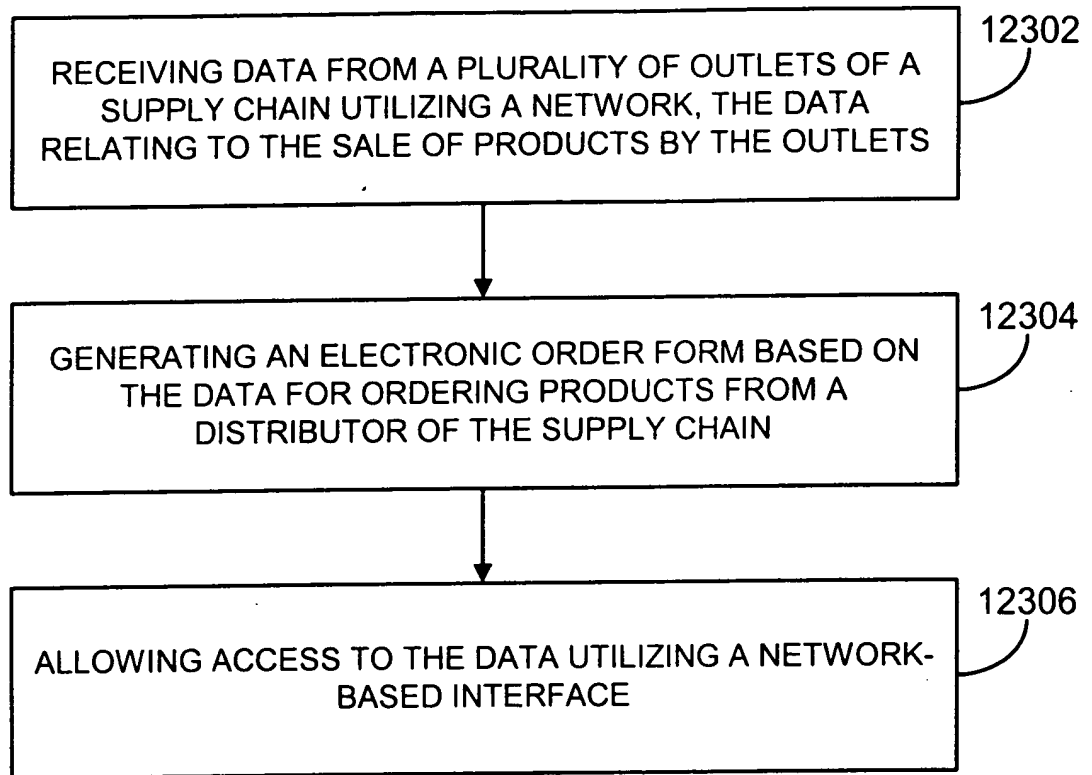 12302
RECEIVING DATA FROM A PLURALITY OF OUTLETS OF A
SUPPLY CHAIN UTILIZING A NETWORK, THE DATA
RELATING TO THE SALE OF PRODUCTS BY THE OUTLETS
12304
GENERATING AN ELECTRONIC ORDER FORM BASED ON
THE DATA FOR ORDERING PRODUCTS FROM A
DISTRIBUTOR OF THE SUPPLY CHAIN
12306
ALLOWING ACCESS TO THE DATA UTILIZING A NETWORK-
BASED INTERFACE